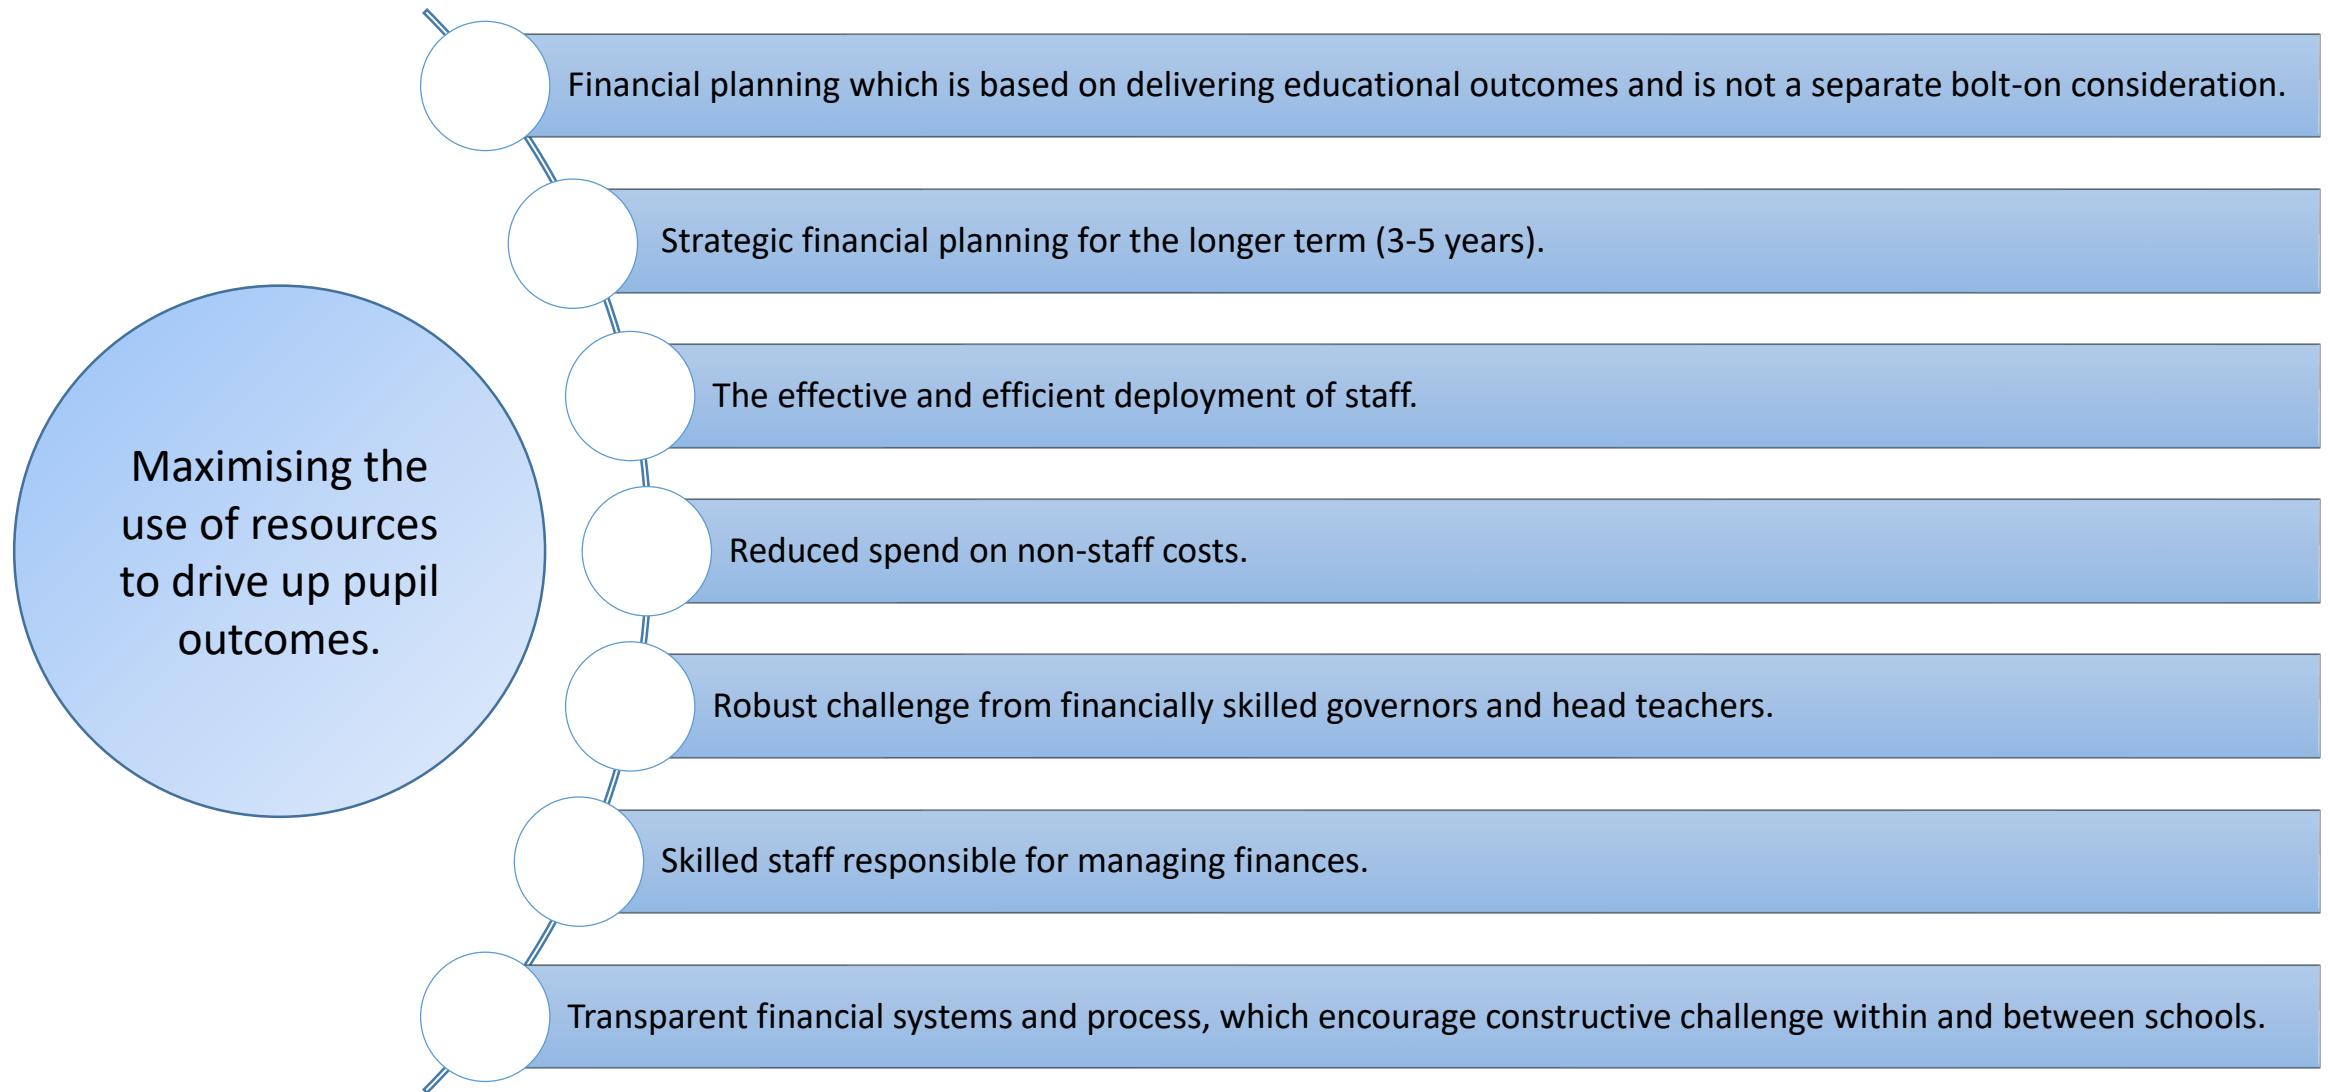 Financial planning which is based on delivering educational outcomes and is not a separate bolt-on consideration.
Strategic financial planning for the longer term (3-5 years).
The effective and efficient deployment of staff.
Maximising the
use of resources
to drive up pupil
outcomes.
Reduced spend on non-staff costs.
Robust challenge from financially skilled governors and head teachers.
Skilled staff responsible for managing finances.
Transparent financial systems and process, which encourage constructive challenge within and between schools.